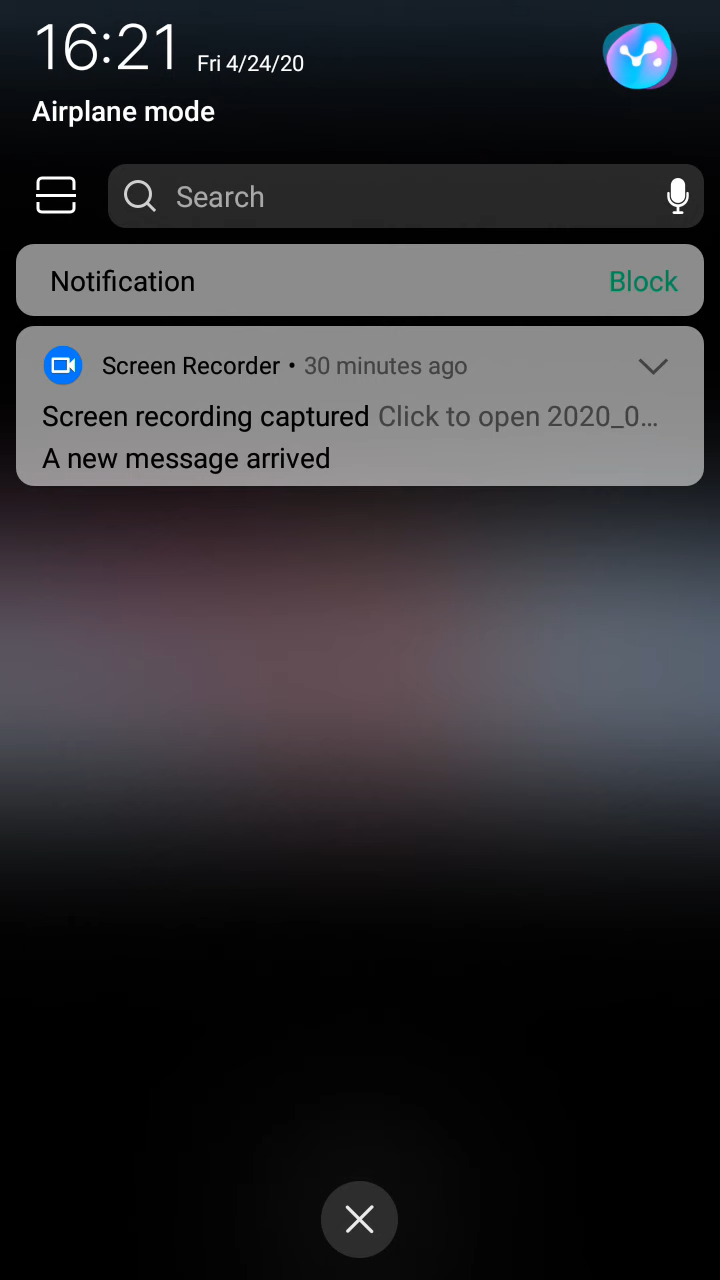 16:21 Fri 4/24/20
Airplane mode
Search
Notification Block
Screen Recorder • 30 minutes ago
Screen recording captured Click to open 2020_0...
A new message arrived